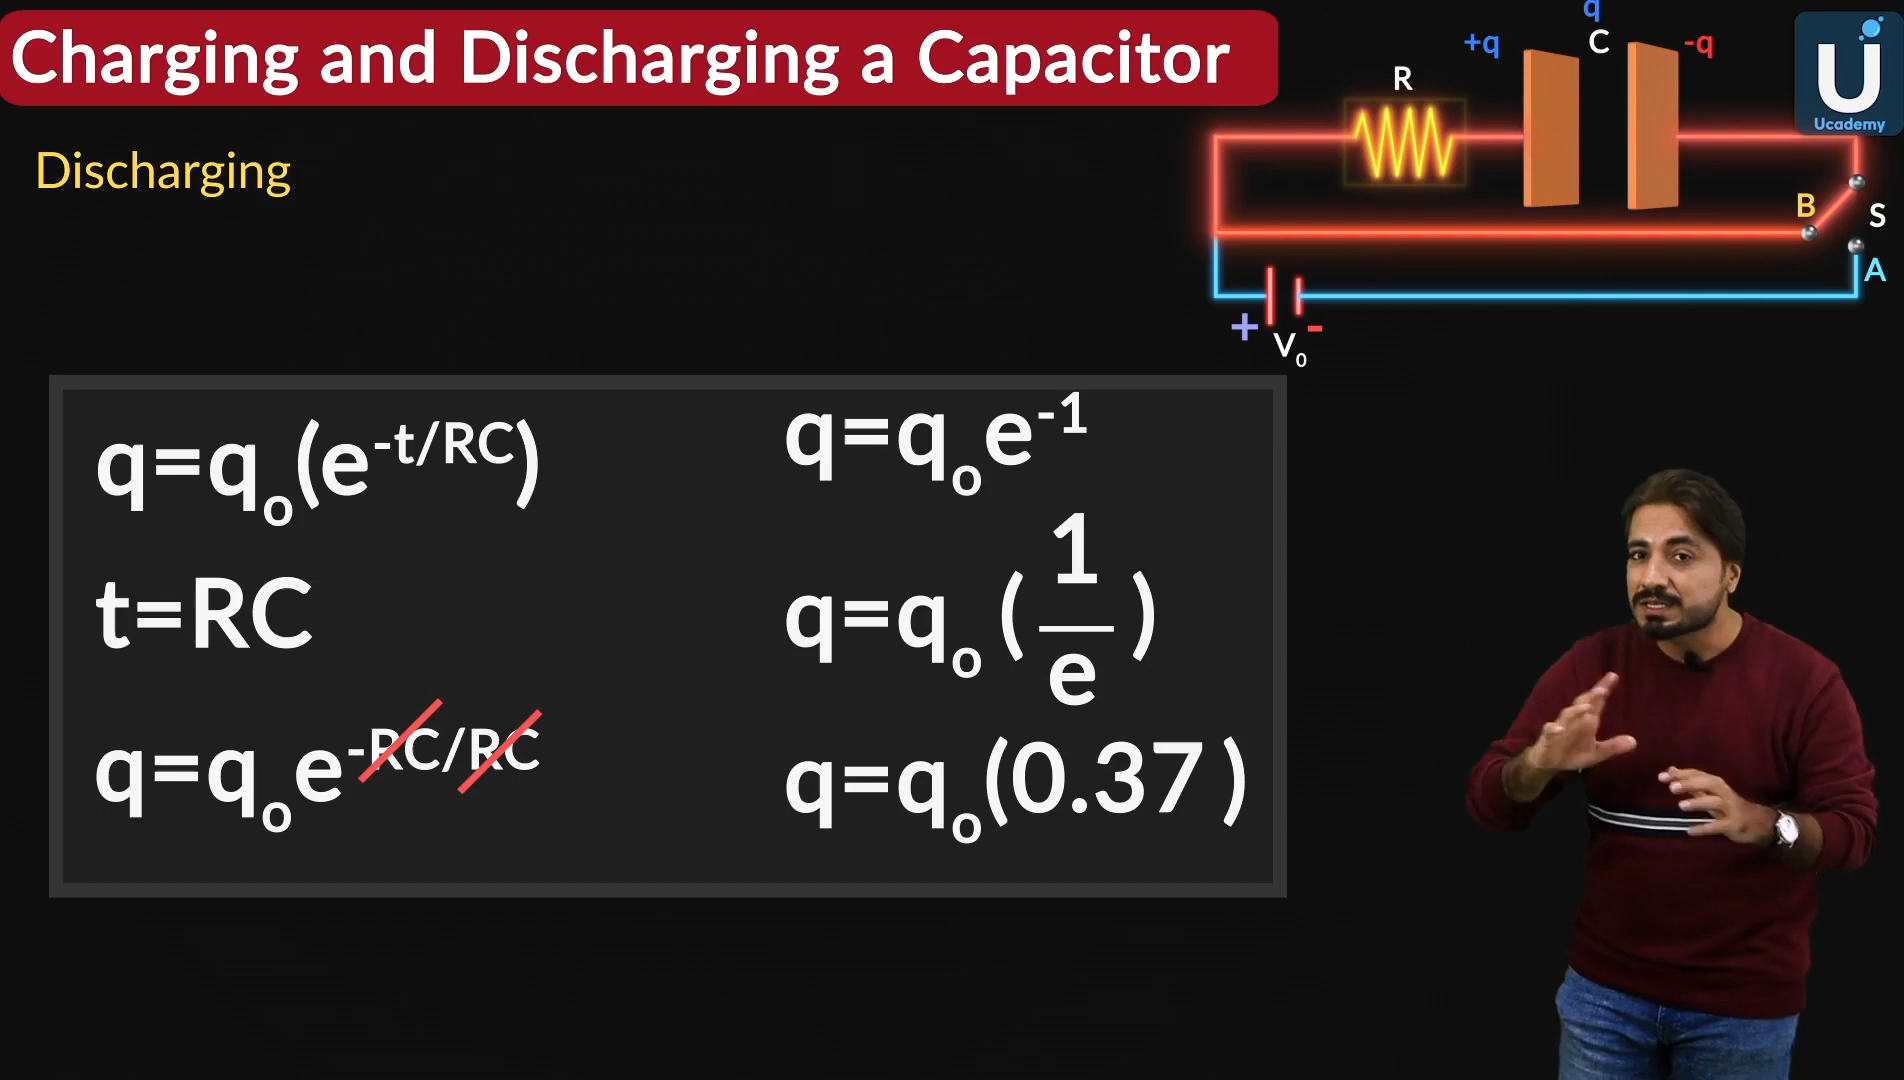 Charging and Discharging a Capacitor
Discharging
q
+q
C
-q
R
B
S
A
+
-
V₀
Ucademy
q=qₒ(e^-t/RC)
t=RC
q=qₒe^-RC/RC
q=qₒe^-1
q=qₒ(1/e)
q=qₒ(0.37)